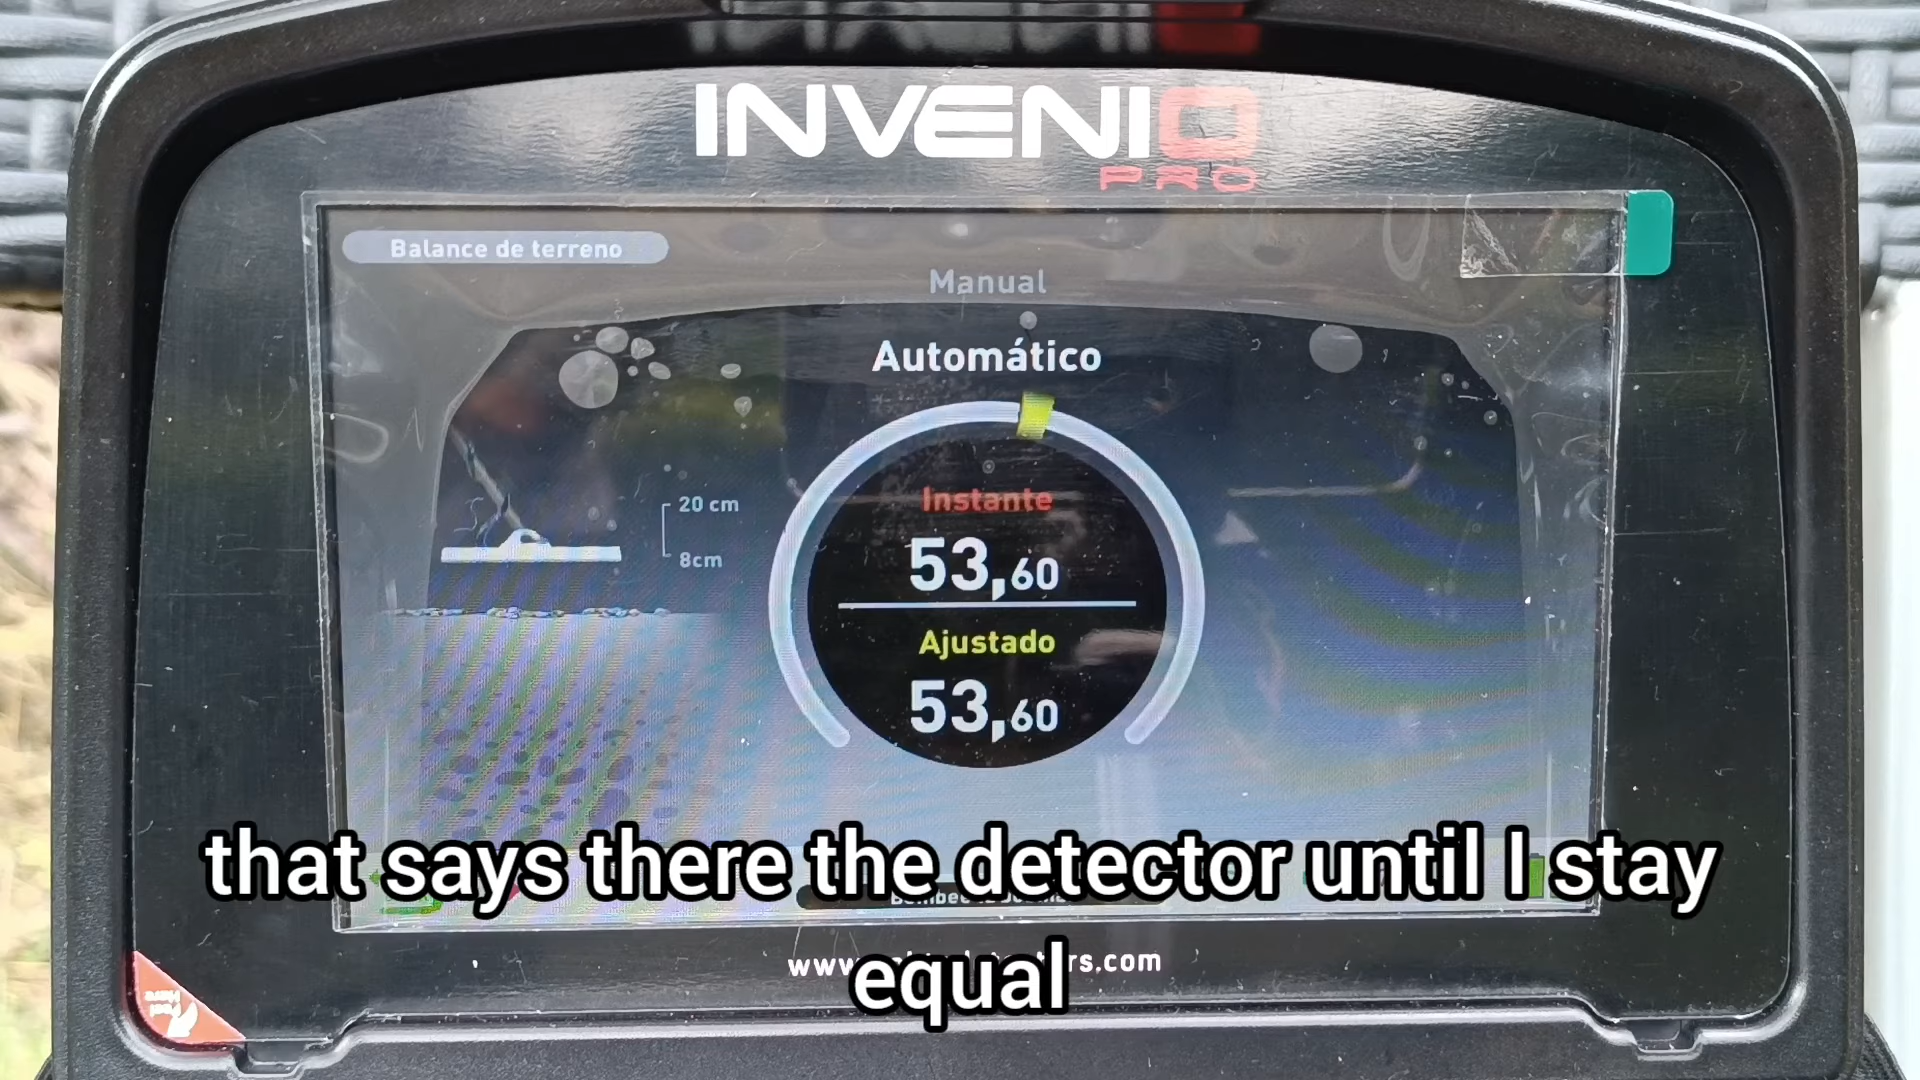 INVENIO
PRO
Balance de terreno
Manual
Automático
20 cm
8cm
Instante
53,60
Ajustado
53,60
that says there the detector until I stay
equal